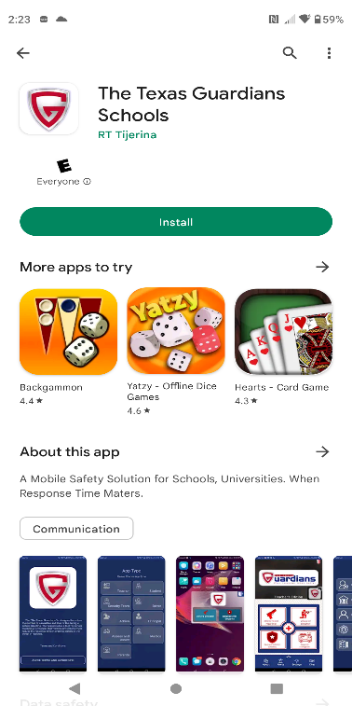 2:23
59%
The Texas Guardians
Schools
RT Tijerina
E
Everyone
Install
More apps to try
Yatzy
A K Q J
Backgammon
4.4 ★
Yatzy - Offline Dice
Games
4.6 ★
Hearts - Card Game
4.3 ★
About this app
A Mobile Safety Solution for Schools, Universities. When
Response Time Maters.
Communication
App Type
Guardians
Data safety